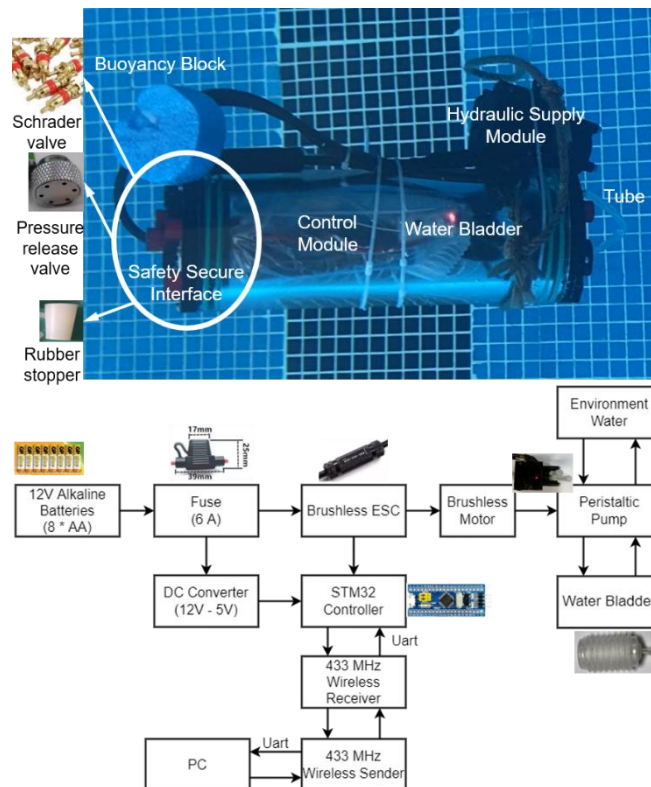 Buoyancy Block
Hydraulic Supply
Module
Schrader
valve
Tube
Control
Module
Water Bladder
Pressure
release
valve
Safety Secure
Interface
Rubber
stopper
Environment
Water
17mm
25mm
39mm
12V Alkaline
Batteries
(8 * AA)
Fuse
(6 A)
Brushless ESC
Brushless
Motor
Peristaltic
Pump
DC Converter
(12V - 5V)
STM32
Controller
Water Bladder
Uart
433 MHz
Wireless
Receiver
Uart
PC
433 MHz
Wireless Sender